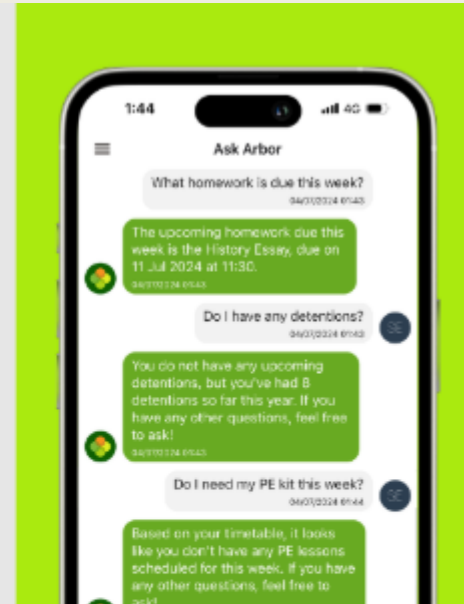 1:44
4G
Ask Arbor
What homework is due this week?
04/07/2024 01:43
The upcoming homework due this
week is the History Essay, due on
11 Jul 2024 at 11:30.
04/07/2024 01:43
Do I have any detentions?
04/07/2024 01:43
SE
You do not have any upcoming
detentions, but you've had 8
detentions so far this year. If you
have any other questions, feel free
to ask!
04/07/2024 01:43
Do I need my PE kit this week?
04/07/2024 01:44
SE
Based on your timetable, it looks
like you don't have any PE lessons
scheduled for this week. If you have
any other questions, feel free to
ask!